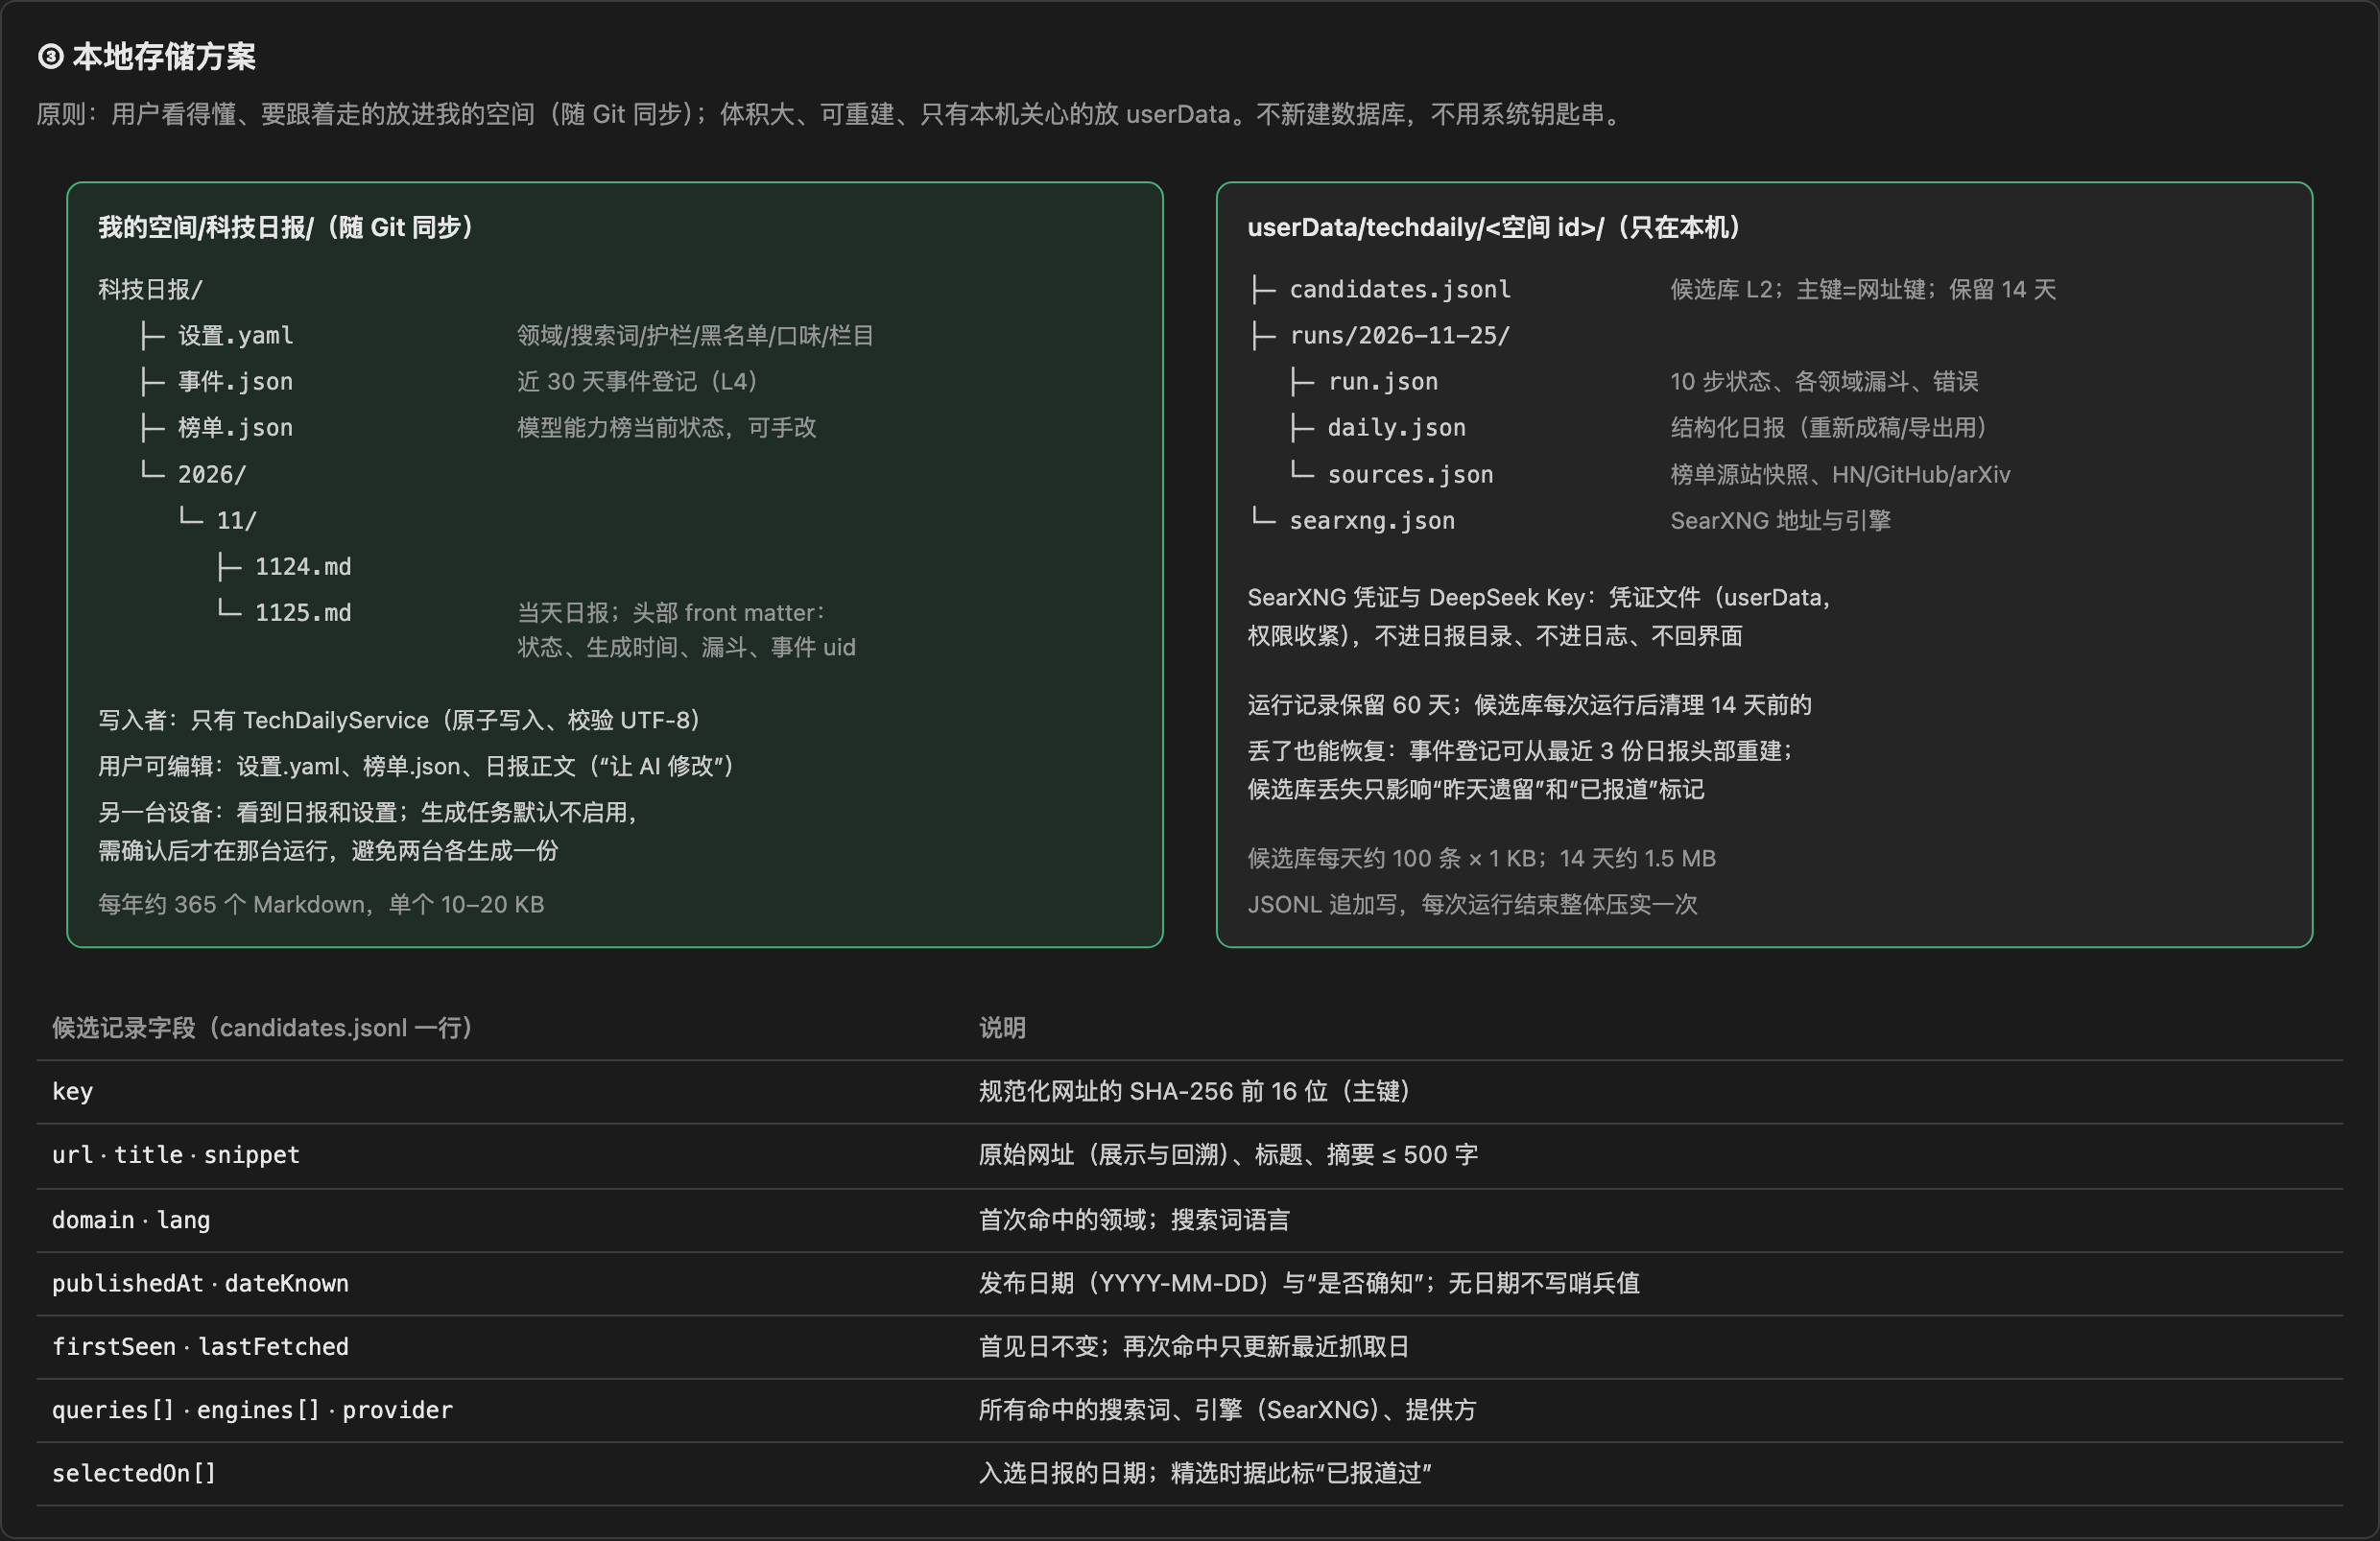 ③ 本地存储方案
原则：用户看得懂、要跟着走的放进我的空间（随 Git 同步）；体积大、可重建、只有本机关心的放 userData。不新建数据库，不用系统钥匙串。
我的空间/科技日报/（随 Git 同步）
科技日报/
├─ 设置.yaml 领域/搜索词/护栏/黑名单/口味/栏目
├─ 事件.json 近 30 天事件登记（L4）
├─ 榜单.json 模型能力榜当前状态，可手改
└─ 2026/
└─ 11/
├─ 1124.md
└─ 1125.md 当天日报；头部 front matter：
状态、生成时间、漏斗、事件 uid
写入者：只有 TechDailyService（原子写入、校验 UTF-8）
用户可编辑：设置.yaml、榜单.json、日报正文（“让 AI 修改”）
另一台设备：看到日报和设置；生成任务默认不启用，
需确认后才在那台运行，避免两台各生成一份
每年约 365 个 Markdown，单个 10–20 KB
userData/techdaily/<空间 id>/（只在本机）
├─ candidates.jsonl 候选库 L2；主键=网址键；保留 14 天
├─ runs/2026-11-25/
├─ run.json 10 步状态、各领域漏斗、错误
├─ daily.json 结构化日报（重新成稿/导出用）
└─ sources.json 榜单源站快照、HN/GitHub/arXiv
└─ searxng.json SearXNG 地址与引擎
SearXNG 凭证与 DeepSeek Key：凭证文件（userData，
权限收紧），不进日报目录、不进日志、不回界面
运行记录保留 60 天；候选库每次运行后清理 14 天前的
丢了也能恢复：事件登记可从最近 3 份日报头部重建；
候选库丢失只影响“昨天遗留”和“已报道”标记
候选库每天约 100 条 × 1 KB；14 天约 1.5 MB
JSONL 追加写，每次运行结束整体压实一次
候选记录字段（candidates.jsonl 一行） 说明
key 规范化网址的 SHA-256 前 16 位（主键）
url · title · snippet 原始网址（展示与回溯）、标题、摘要 ≤ 500 字
domain · lang 首次命中的领域；搜索词语言
publishedAt · dateKnown 发布日期（YYYY-MM-DD）与“是否确知”；无日期不写哨兵值
firstSeen · lastFetched 首见日不变；再次命中只更新最近抓取日
queries[] · engines[] · provider 所有命中的搜索词、引擎（SearXNG）、提供方
selectedOn[] 入选日报的日期；精选时据此标“已报道过”